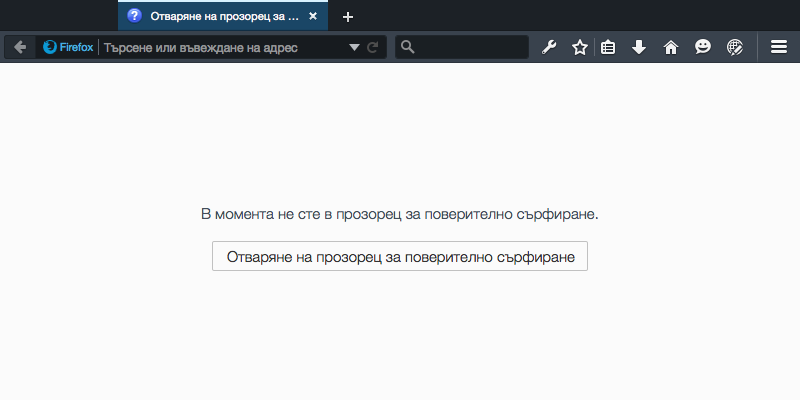 Отваряне на прозорец за ...
Firefox
Търсене или въвеждане на адрес
В момента не сте в прозорец за поверително сърфиране.
Отваряне на прозорец за поверително сърфиране